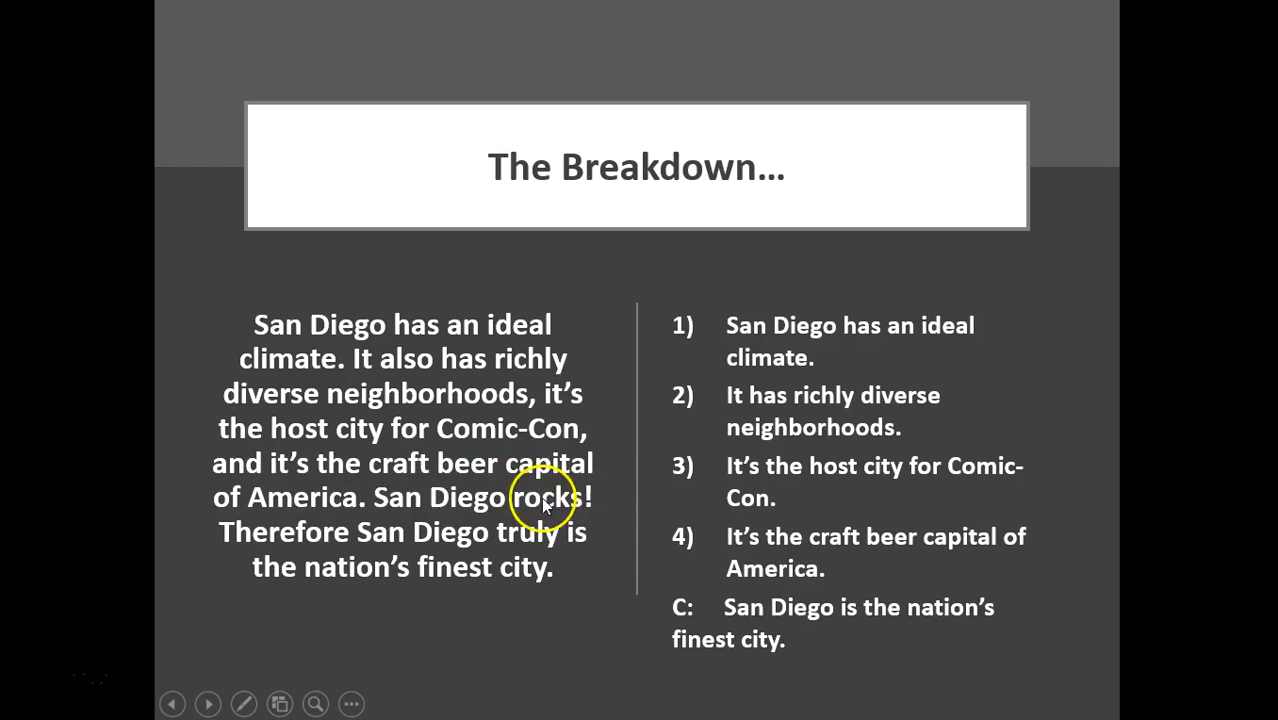 The Breakdown...
San Diego has an ideal
climate. It also has richly
diverse neighborhoods, it's
the host city for Comic-Con,
and it's the craft beer capital
of America. San Diego rocks!
Therefore San Diego truly is
the nation's finest city.
1) San Diego has an ideal
climate.
2) It has richly diverse
neighborhoods.
3) It's the host city for Comic-
Con.
4) It's the craft beer capital of
America.
C: San Diego is the nation's
finest city.